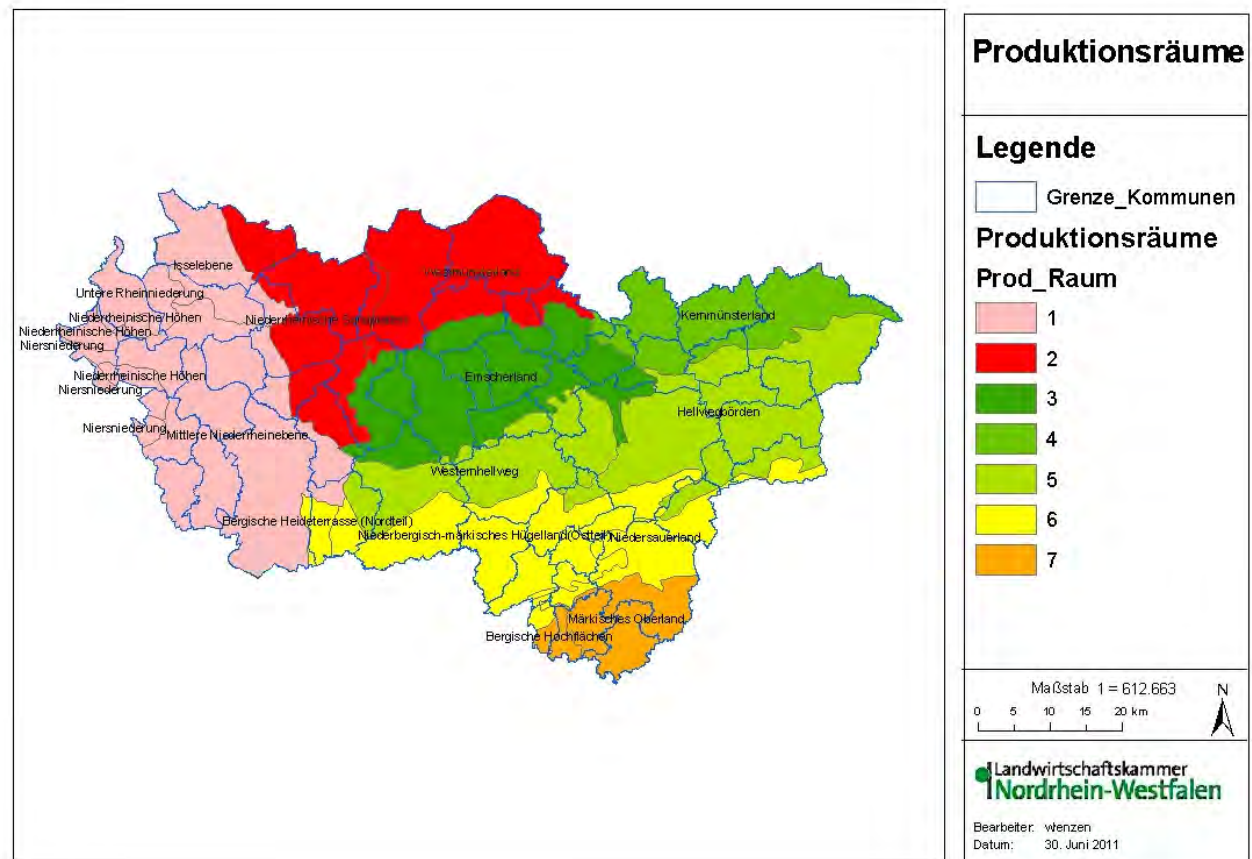 Isselebene
Untere Rheinniederung
Niederrheinische Höhen
Niederrheinische Höhen
Niersniederung
Niederrheinische Höhen
Niersniederung
Niersniederung
Mittlere Niederrheinebene
Niederrheinische
Kernmünsterland
Emscherland
Hellwegbörden
Westernhellweg
Bergische Heideterrasse (Nordteil)
Niederbergisch-märkisches Hügelland(Ostteil)
Niedersauerland
Märkisches Oberland
Bergische Hochflächen
Produktionsräume
Legende
Grenze_Kommunen
Produktionsräume
Prod_Raum
1
2
3
4
5
6
7
Maßstab 1 = 612.663
N
0 5 10 15 20 km
Landwirtschaftskammer
Nordrhein-Westfalen
Bearbeiter: wenzen
Datum: 30. Juni 2011